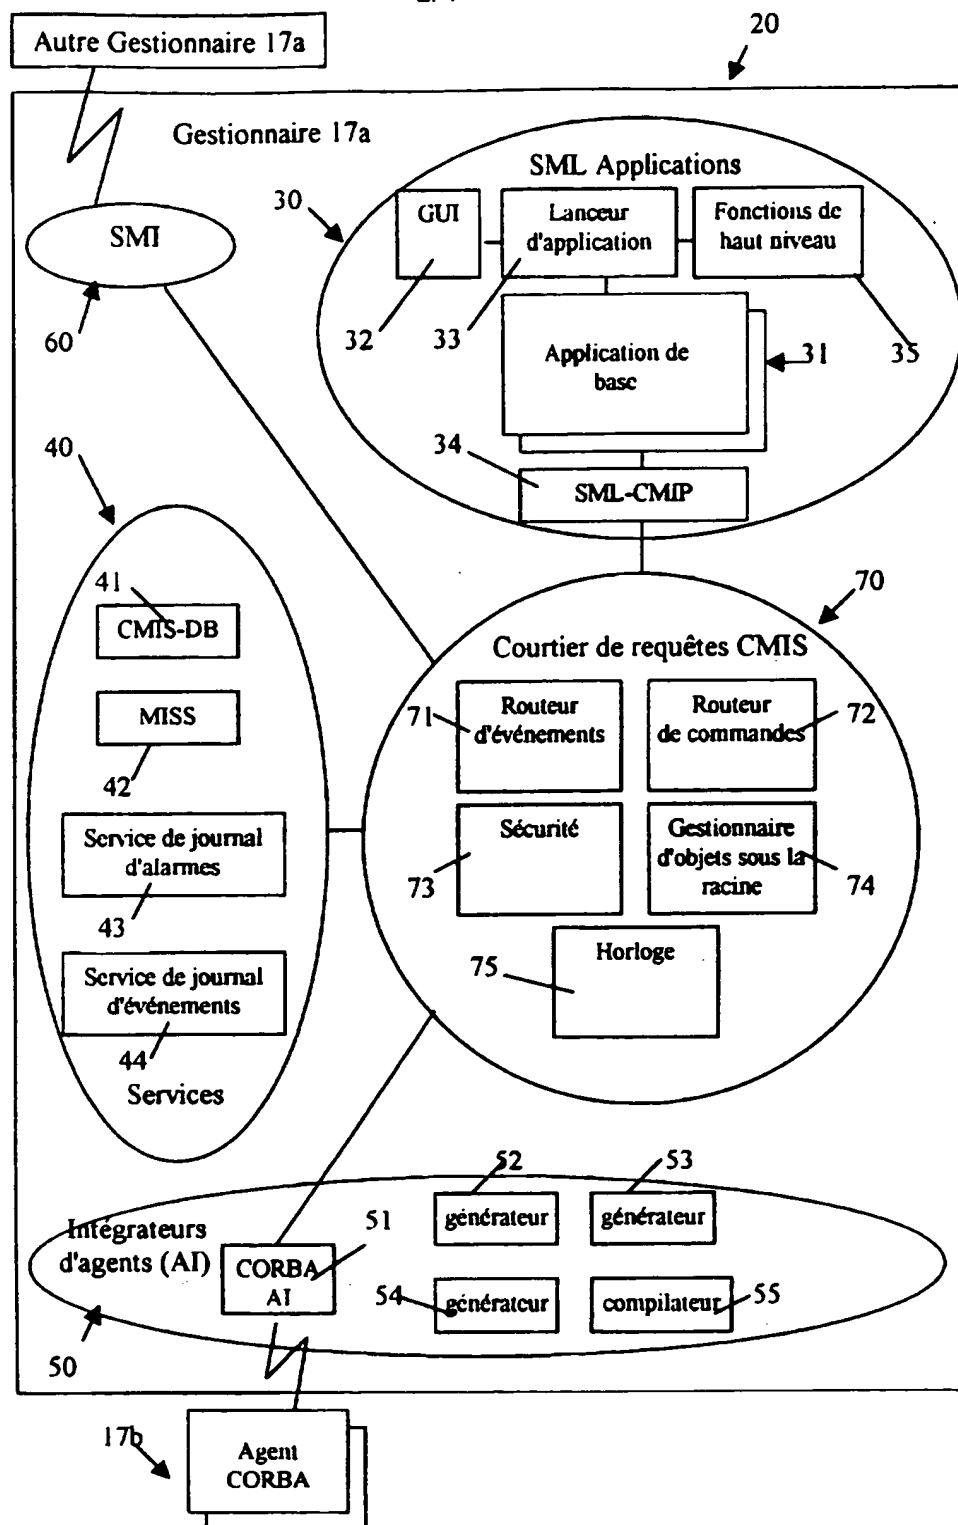 Autre Gestionnaire 17a
20
Gestionnaire 17a
SML Applications
30
GUI
Lanceur
d'application
Fonctions de
haut niveau
SMI
60
32
33
31
35
Application de
base
34
SML-CMIP
40
41
CMIS-DB
MISS
42
Service de journal
d'alarmes
43
Service de journal
d'événements
44
Services
70
Courtier de requêtes CMIS
71
Routeur
d'événements
Routeur
de commandes
72
Sécurité
73
Gestionnaire
d'objets sous la
racine
74
Horloge
75
52
53
Intégrateurs
d'agents (AI)
51
générateur
générateur
CORBA
AI
54
générateur
compilateur
55
50
17b
Agent
CORBA